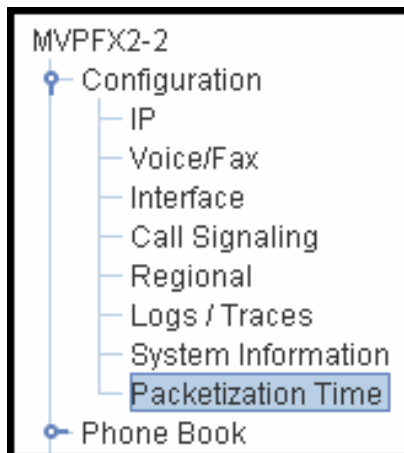 MVPFX2-2
Configuration
IP
Voice/Fax
Interface
Call Signaling
Regional
Logs / Traces
System Information
Packetization Time
Phone Book